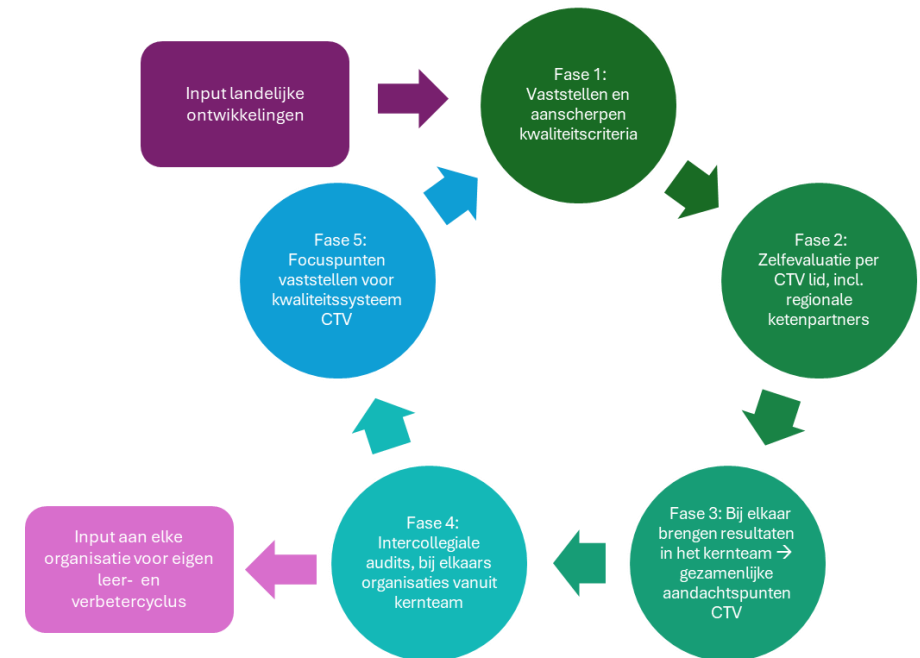 Input landelijke
ontwikkelingen
Fase 1:
Vaststellen en
aanscherpen
kwaliteitscriteria
Fase 2:
Zelfevaluatie per
CTV lid, incl.
regionale
ketenpartners
Fase 3: Bij elkaar
brengen resultaten
in het kernteam →
gezamenlijke
aandachtspunten
CTV
Fase 4:
Intercollegiale
audits, bij elkaars
organisaties vanuit
kernteam
Input aan elke
organisatie voor eigen
leer- en
verbetercyclus
Fase 5:
Focuspunten
vaststellen voor
kwaliteitssysteem
CTV